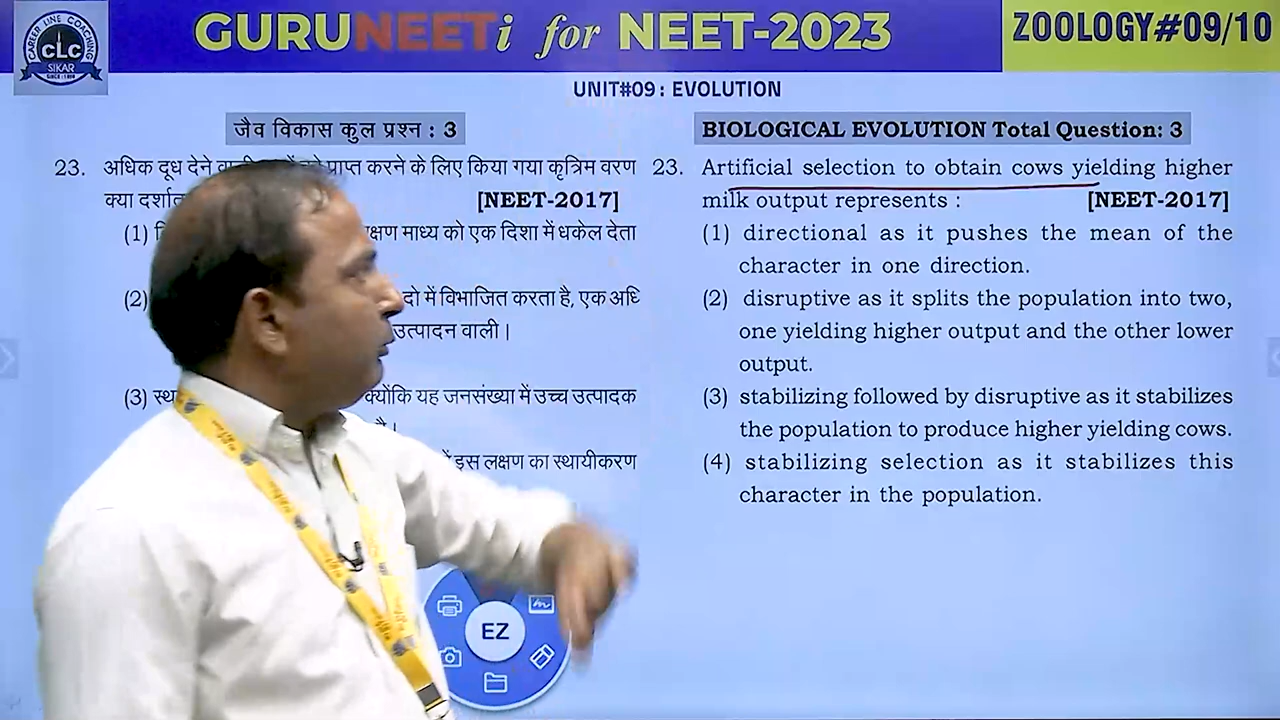 CAREER LINE COACHING
CLC
SIKAR
SINCE : 1996
GURUNEETi for NEET-2023
ZOOLOGY#09/10
UNIT#09 : EVOLUTION
जैव विकास कुल प्रश्न : 3
23. अधिक दूध देने प्राप्त करने के लिए किया गया कृत्रिम वरण
क्या [NEET-2017]
(1) माध्य को एक दिशा में धकेल देता
(2) दो में विभाजित करता है, एक
उत्पादन वाली |
(3) क्योंकि यह जनसंख्या में उच्च उत्पादक
इस लक्षण का स्थायीकरण
BIOLOGICAL EVOLUTION Total Question: 3
23. Artificial selection to obtain cows yielding higher
milk output represents : [NEET-2017]
(1) directional as it pushes the mean of the
character in one direction.
(2) disruptive as it splits the population into two,
one yielding higher output and the other lower
output.
(3) stabilizing followed by disruptive as it stabilizes
the population to produce higher yielding cows.
(4) stabilizing selection as it stabilizes this
character in the population.
EZ